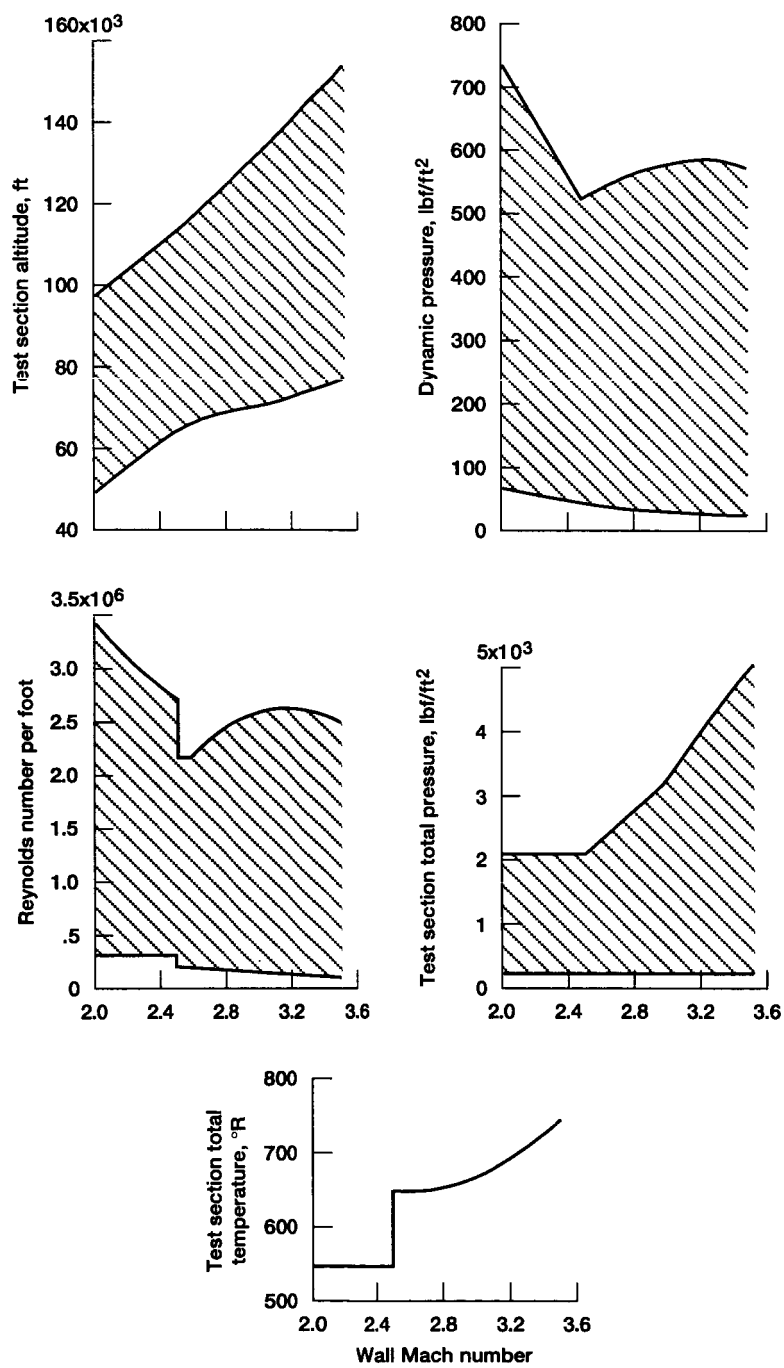 160x10³
140
120
100
80
60
40
Test section altitude, ft
800
700
600
500
400
300
200
100
0
Dynamic pressure, lbf/ft²
3.5x10⁶
3.0
2.5
2.0
1.5
1.0
.5
0
Reynolds number per foot
2.0 2.4 2.8 3.2 3.6
5x10³
4
3
2
1
0
Test section total pressure, lbf/ft²
2.0 2.4 2.8 3.2 3.6
800
700
600
500
Test section total
temperature, °R
2.0 2.4 2.8 3.2 3.6
Wall Mach number